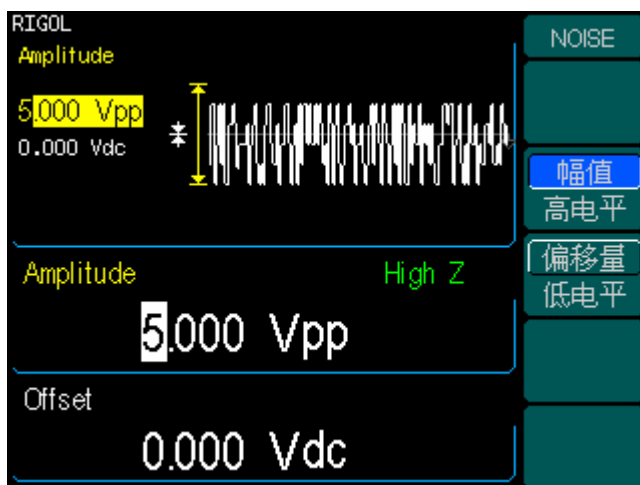 RIGOL
Amplitude
5.000 Vpp
0.000 Vdc
NOISE
幅值
高电平
偏移量
低电平
Amplitude High Z
5.000 Vpp
Offset
0.000 Vdc